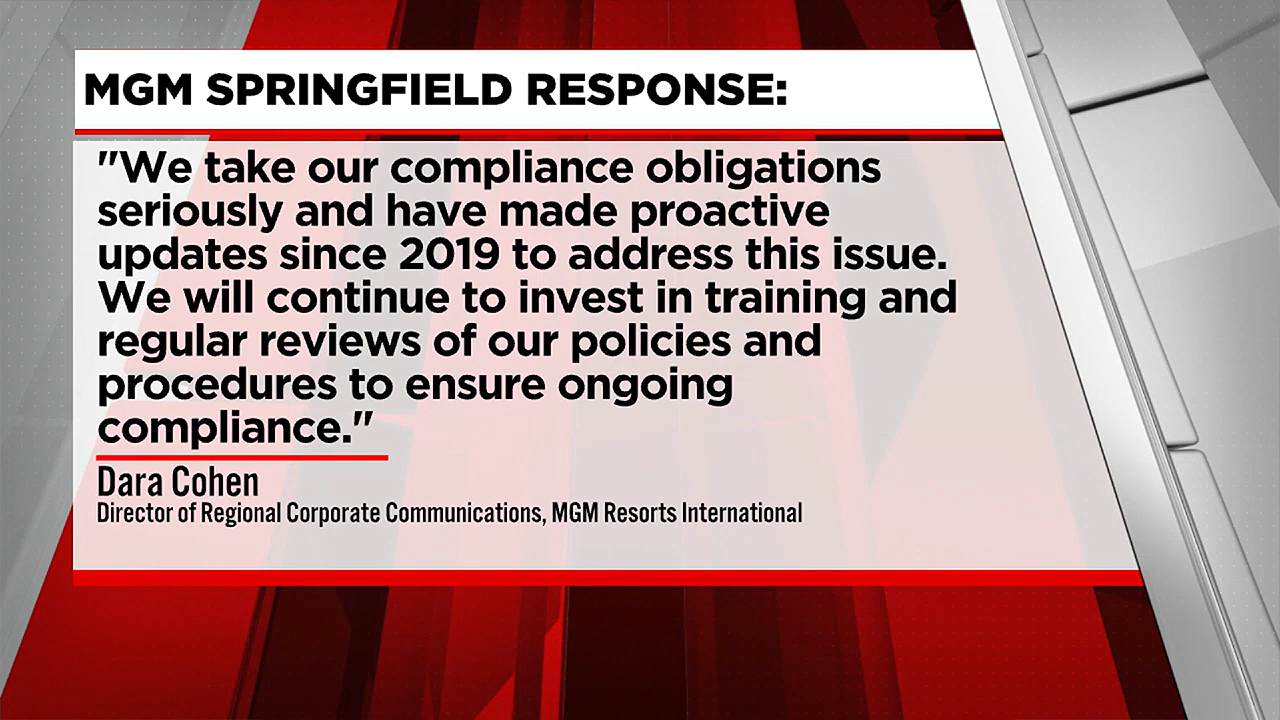 MGM SPRINGFIELD RESPONSE:
"We take our compliance obligations
seriously and have made proactive
updates since 2019 to address this issue.
We will continue to invest in training and
regular reviews of our policies and
procedures to ensure ongoing
compliance."
Dara Cohen
Director of Regional Corporate Communications, MGM Resorts International